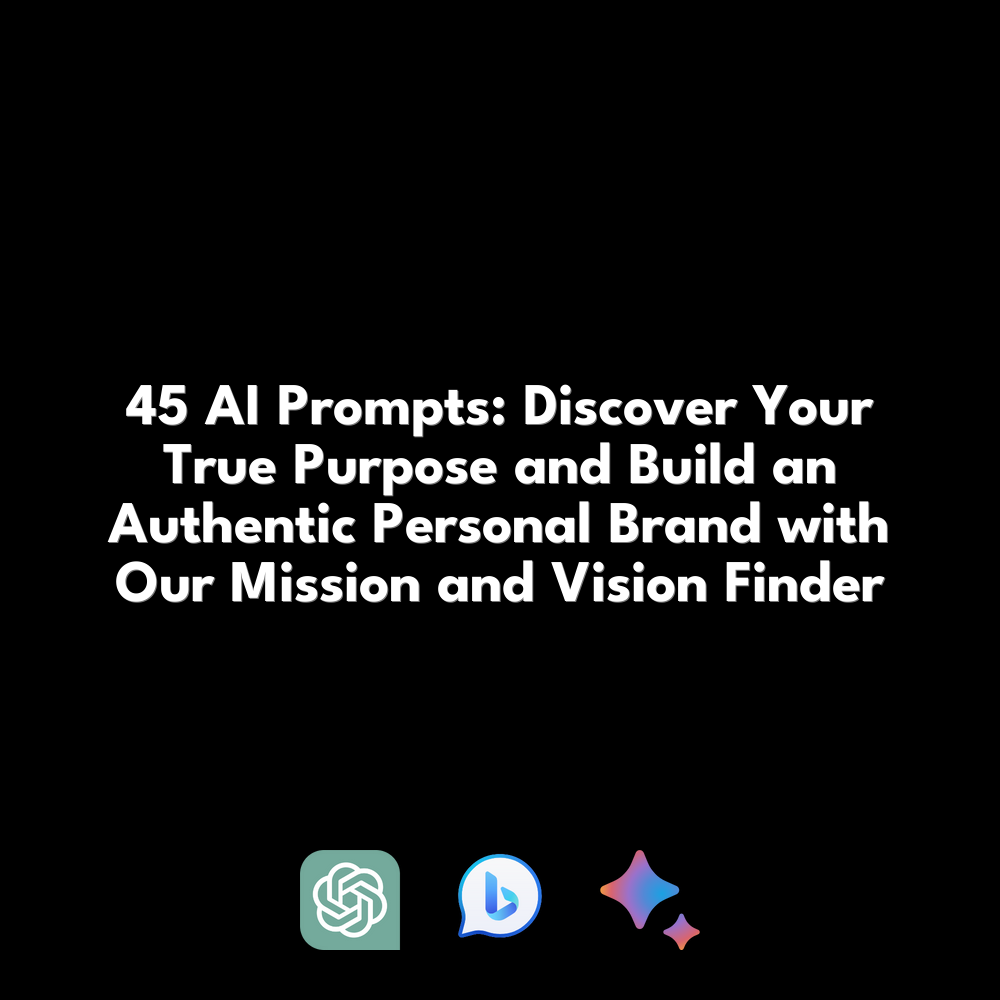 45 AI Prompts: Discover Your
True Purpose and Build an
Authentic Personal Brand with
Our Mission and Vision Finder